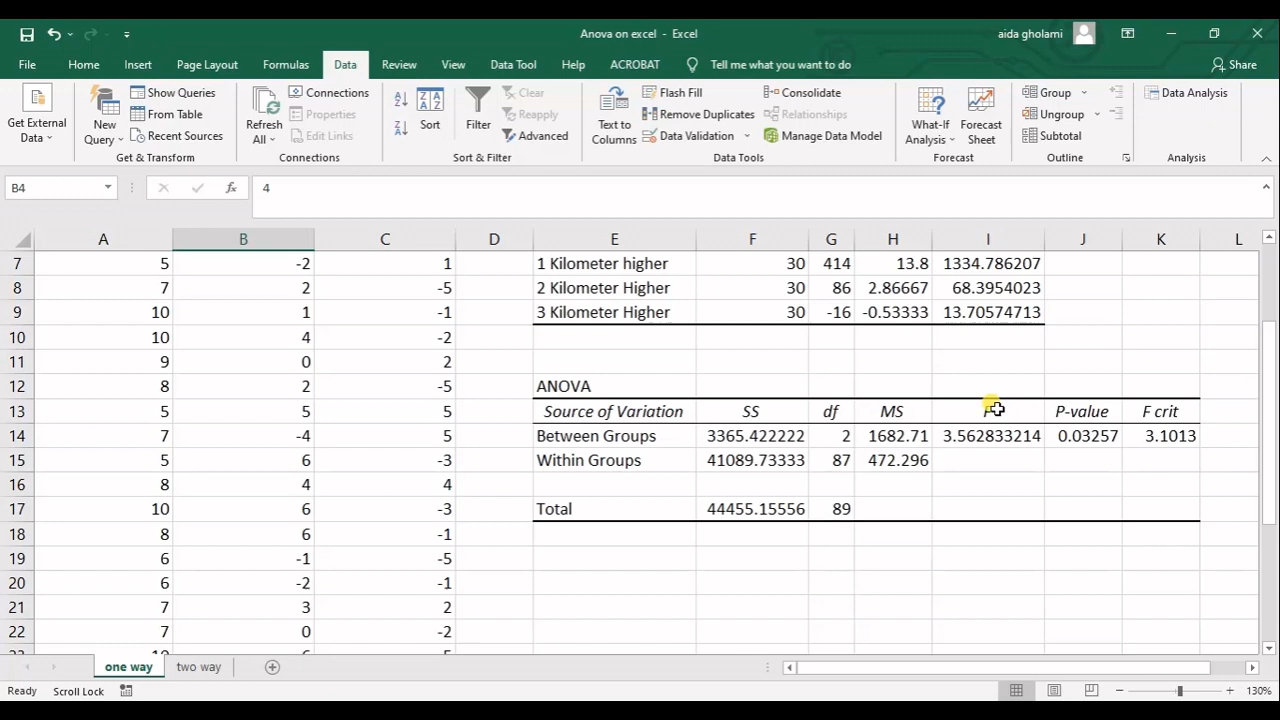 Anova on excel - Excel
aida gholami
File Home Insert Page Layout Formulas Data Review View Data Tool Help ACROBAT Tell me what you want to do Share
Get External Data
New Query
Show Queries
From Table
Recent Sources
Get & Transform
Refresh All
Connections
Properties
Edit Links
Connections
Sort
Filter
Clear
Reapply
Advanced
Sort & Filter
Text to Columns
Flash Fill
Remove Duplicates
Data Validation
Consolidate
Relationships
Manage Data Model
Data Tools
What-If Analysis
Forecast Sheet
Forecast
Group
Ungroup
Subtotal
Outline
Data Analysis
Analysis
B4 fx 4
A B C D E F G H I J K L
7 5 -2 1 1 Kilometer higher 30 414 13.8 1334.786207
8 7 2 -5 2 Kilometer Higher 30 86 2.86667 68.3954023
9 10 1 -1 3 Kilometer Higher 30 -16 -0.53333 13.70574713
10 10 4 -2
11 9 0 2
12 8 2 -5 ANOVA
13 5 5 5 Source of Variation SS df MS F P-value F crit
14 7 -4 5 Between Groups 3365.422222 2 1682.71 3.562833214 0.03257 3.1013
15 5 6 -3 Within Groups 41089.73333 87 472.296
16 8 4 4
17 10 6 -3 Total 44455.15556 89
18 8 6 -1
19 6 -1 -5
20 6 -2 -1
21 7 3 2
22 7 0 -2
one way two way
Ready Scroll Lock 130%